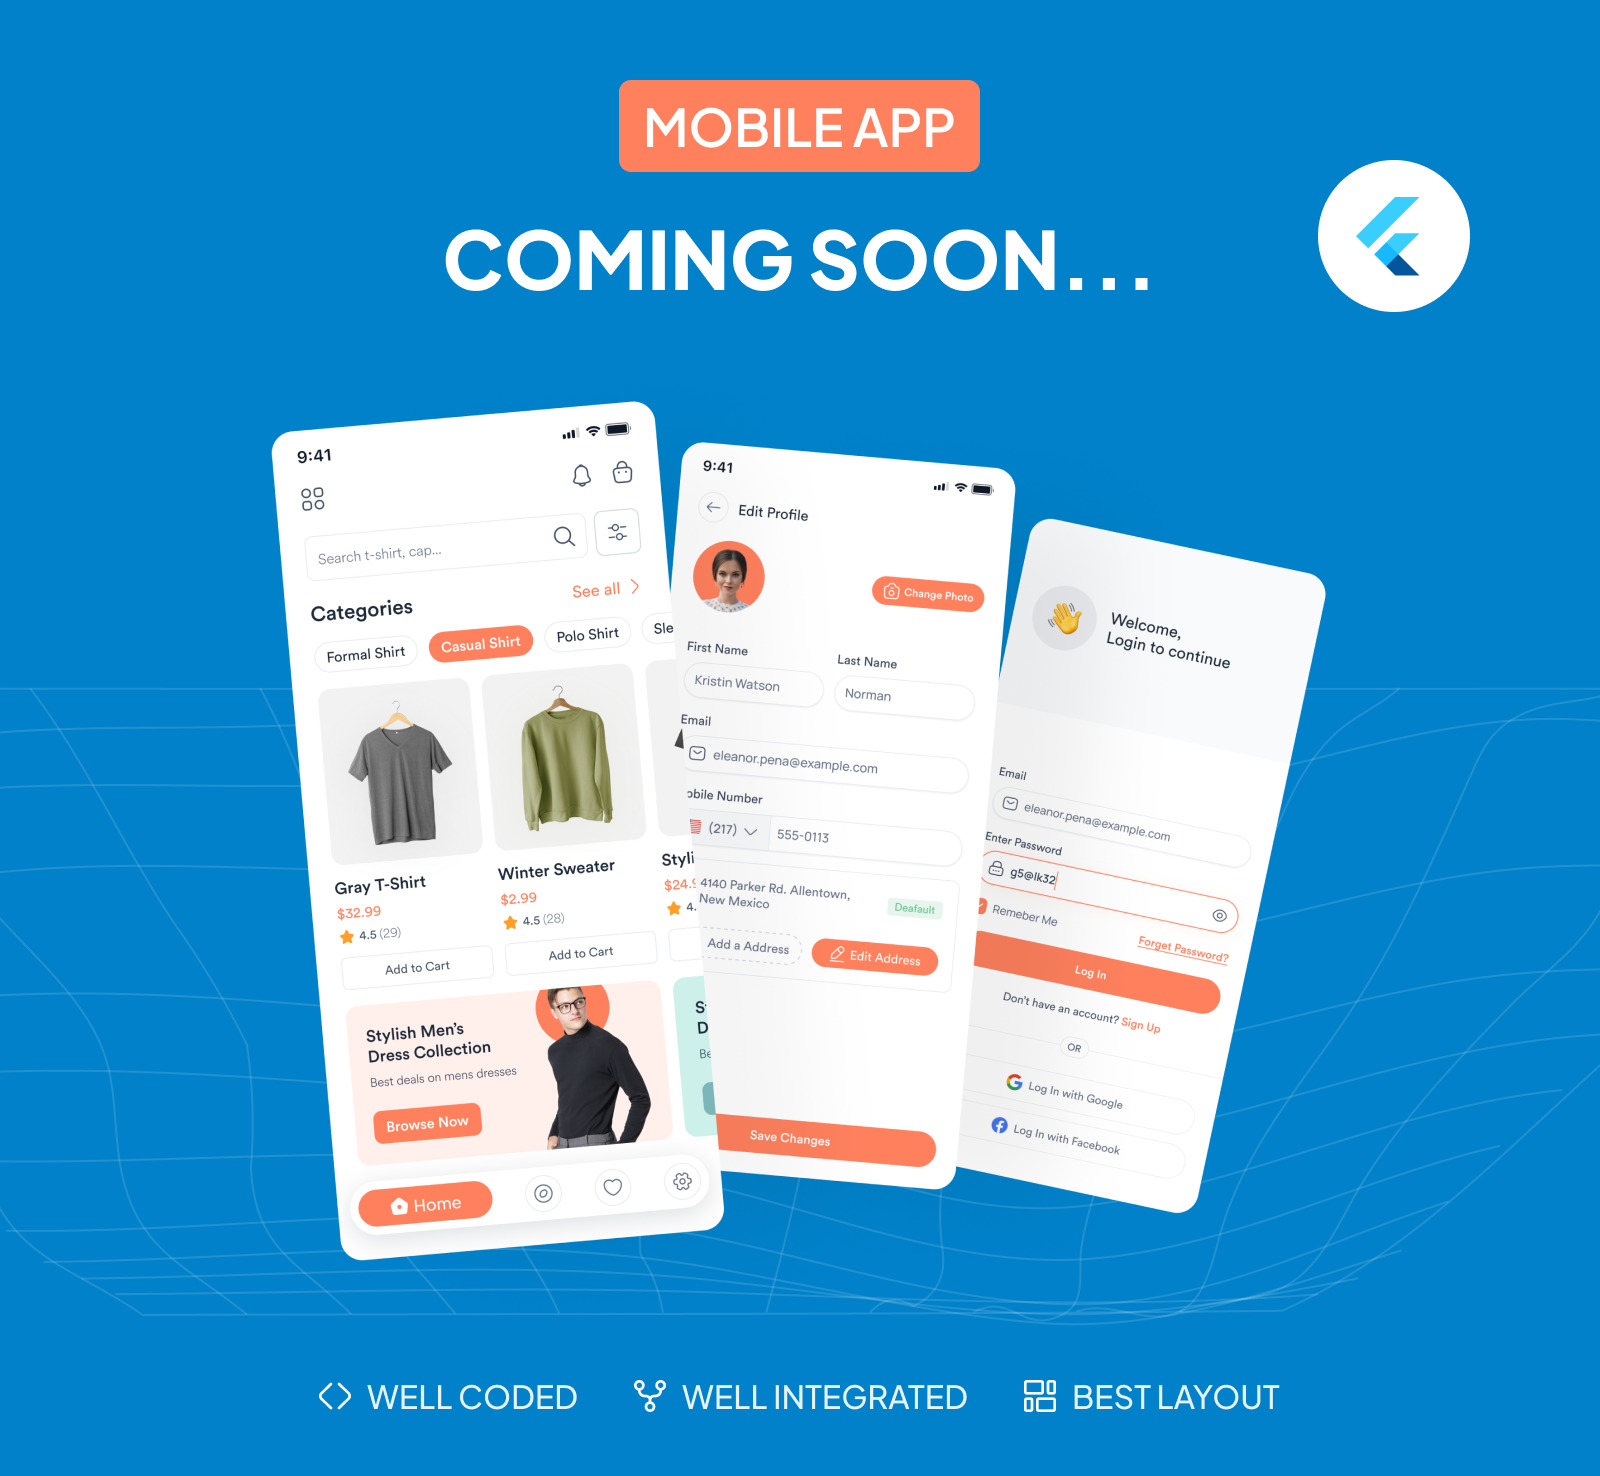 MOBILE APP
COMING SOON...
9:41
Search t-shirt, cap...
Categories
See all
Formal Shirt
Casual Shirt
Polo Shirt
Sle
Gray T-Shirt
$32.99
4.5 (29)
Add to Cart
Winter Sweater
$2.99
4.5 (28)
Add to Cart
Styli
$24.9
4.
Stylish Men's
Dress Collection
Best deals on mens dresses
Browse Now
St
D
Be
Home
9:41
Edit Profile
Change Photo
First Name
Last Name
Kristin Watson
Norman
Email
eleanor.pena@example.com
obile Number
(217)
555-0113
4140 Parker Rd. Allentown,
New Mexico
Deafault
Add a Address
Edit Address
Save Changes
Welcome,
Login to continue
Email
eleanor.pena@example.com
Enter Password
g5@lk32
Remeber Me
Forget Password?
Log In
Don't have an account? Sign Up
OR
Log In with Google
Log In with Facebook
WELL CODED
WELL INTEGRATED
BEST LAYOUT